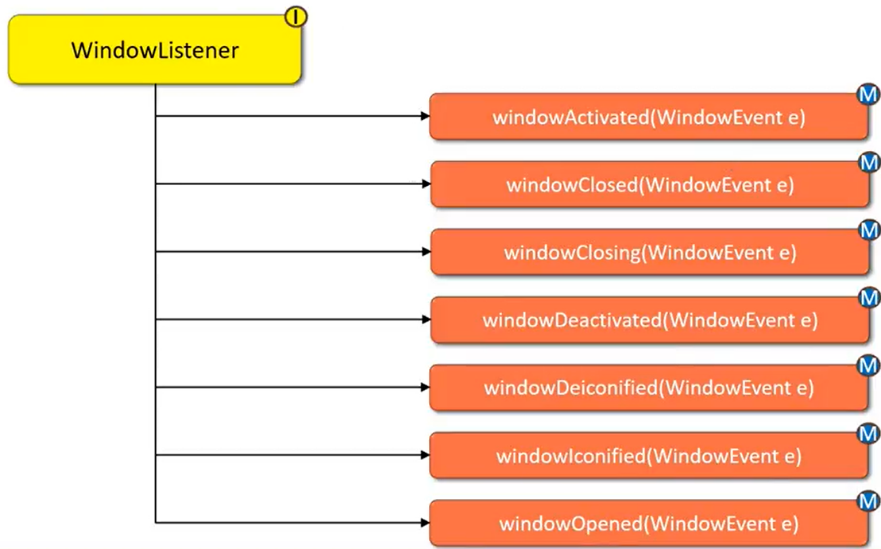 I
WindowListener
M
windowActivated(WindowEvent e)
M
windowClosed(WindowEvent e)
M
windowClosing(WindowEvent e)
M
windowDeactivated(WindowEvent e)
M
windowDeiconified(WindowEvent e)
M
windowIconified(WindowEvent e)
M
windowOpened(WindowEvent e)